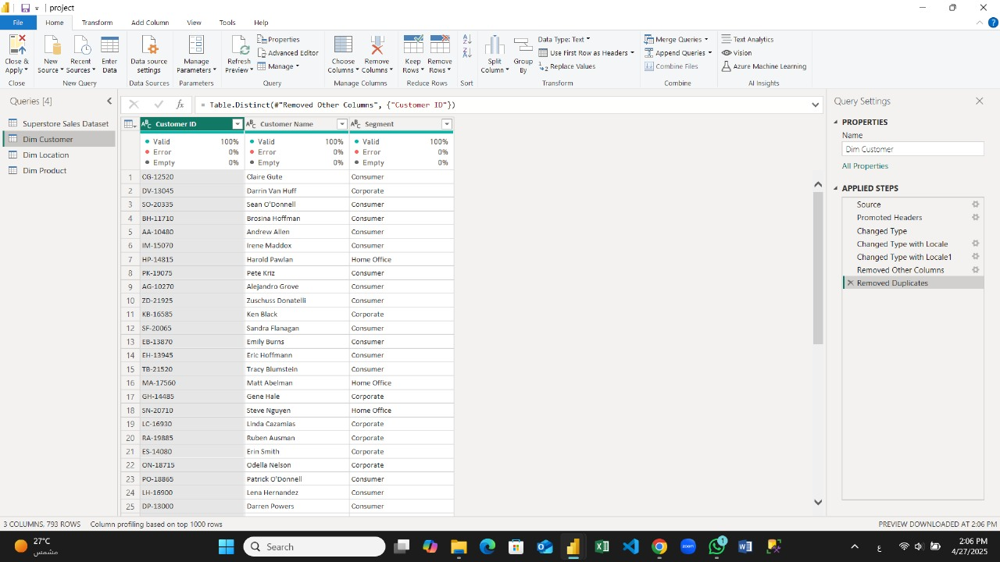 project
File Home Transform Add Column View Tools Help
Close & Apply
New Source
Recent Sources
Enter Data
Data source settings
Manage Parameters
Refresh Preview
Properties
Advanced Editor
Manage
Choose Columns
Remove Columns
Keep Rows
Remove Rows
Split Column
Group By
Data Type: Text
Use First Row as Headers
Replace Values
Merge Queries
Append Queries
Combine Files
Text Analytics
Vision
Azure Machine Learning
Close New Query Data Sources Parameters Query Manage Columns Reduce Rows Sort Transform Combine AI Insights
Queries [4]
Superstore Sales Dataset
Dim Customer
Dim Location
Dim Product
= Table.Distinct(#"Removed Other Columns", {"Customer ID"})
Customer ID Customer Name Segment
Valid 100% Valid 100% Valid 100%
Error 0% Error 0% Error 0%
Empty 0% Empty 0% Empty 0%
1 CG-12520 Claire Gute Consumer
2 DV-13045 Darrin Van Huff Corporate
3 SO-20335 Sean O'Donnell Consumer
4 BH-11710 Brosina Hoffman Consumer
5 AA-10480 Andrew Allen Consumer
6 IM-15070 Irene Maddox Consumer
7 HP-14815 Harold Pawlan Home Office
8 PK-19075 Pete Kriz Consumer
9 AG-10270 Alejandro Grove Consumer
10 ZD-21925 Zuschuss Donatelli Consumer
11 KB-16585 Ken Black Corporate
12 SF-20065 Sandra Flanagan Consumer
13 EB-13870 Emily Burns Consumer
14 EH-13945 Eric Hoffmann Consumer
15 TB-21520 Tracy Blumstein Consumer
16 MA-17560 Matt Abelman Home Office
17 GH-14485 Gene Hale Corporate
18 SN-20710 Steve Nguyen Home Office
19 LC-16930 Linda Cazamias Corporate
20 RA-19885 Ruben Ausman Corporate
21 ES-14080 Erin Smith Corporate
22 ON-18715 Odella Nelson Corporate
23 PO-18865 Patrick O'Donnell Consumer
24 LH-16900 Lena Hernandez Consumer
25 DP-13000 Darren Powers Consumer
Query Settings
PROPERTIES
Name
Dim Customer
All Properties
APPLIED STEPS
Source
Promoted Headers
Changed Type
Changed Type with Locale
Changed Type with Locale1
Removed Other Columns
Removed Duplicates
3 COLUMNS, 793 ROWS Column profiling based on top 1000 rows
PREVIEW DOWNLOADED AT 2:06 PM
27°C
مشمس
Search
zoom
1
ع
2:06 PM
4/27/2025